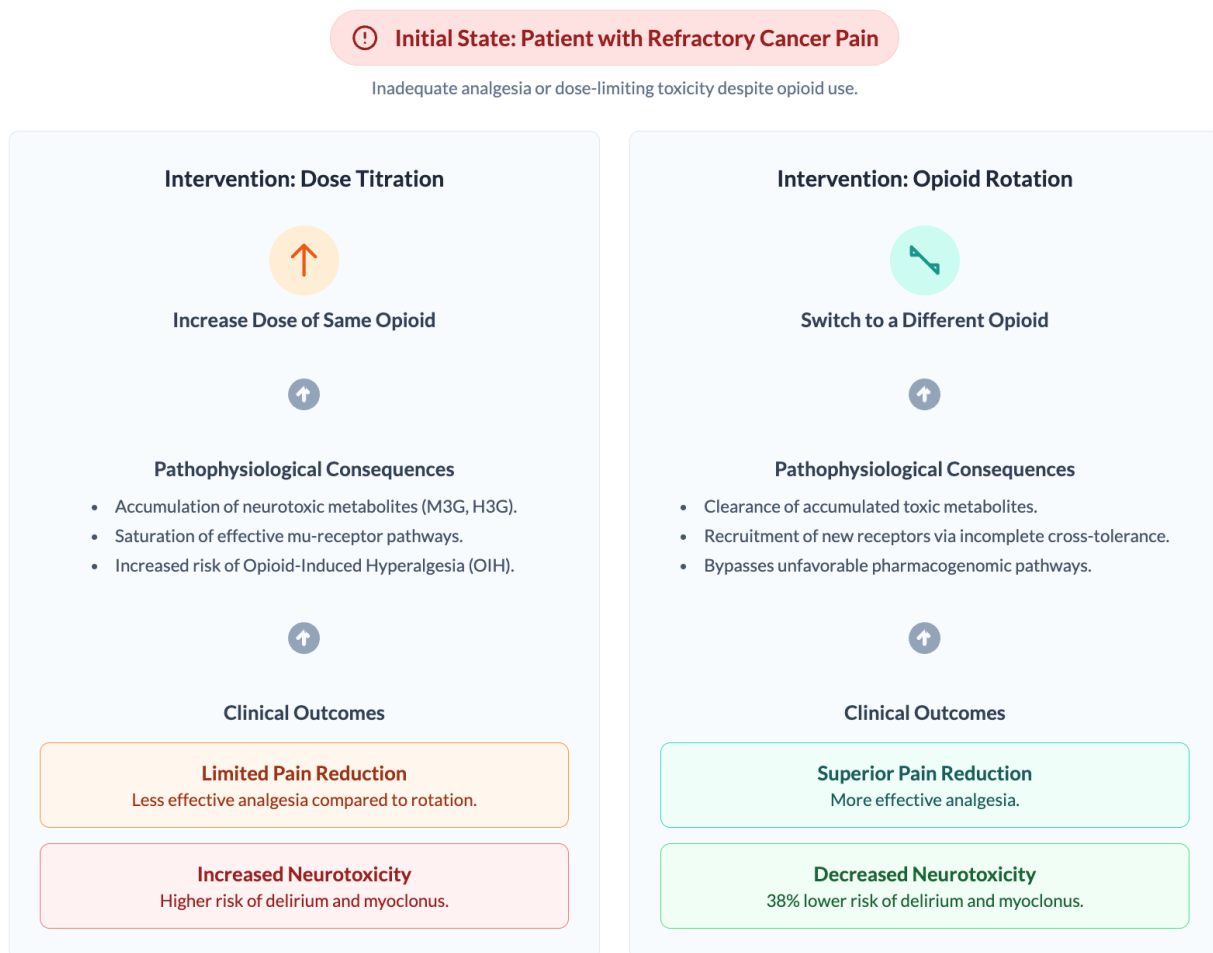 Initial State: Patient with Refractory Cancer Pain
Inadequate analgesia or dose-limiting toxicity despite opioid use.
Intervention: Dose Titration
Increase Dose of Same Opioid
Pathophysiological Consequences
• Accumulation of neurotoxic metabolites (M3G, H3G).
• Saturation of effective mu-receptor pathways.
• Increased risk of Opioid-Induced Hyperalgesia (OIH).
Clinical Outcomes
Limited Pain Reduction
Less effective analgesia compared to rotation.
Increased Neurotoxicity
Higher risk of delirium and myoclonus.
Intervention: Opioid Rotation
Switch to a Different Opioid
Pathophysiological Consequences
• Clearance of accumulated toxic metabolites.
• Recruitment of new receptors via incomplete cross-tolerance.
• Bypasses unfavorable pharmacogenomic pathways.
Clinical Outcomes
Superior Pain Reduction
More effective analgesia.
Decreased Neurotoxicity
38% lower risk of delirium and myoclonus.